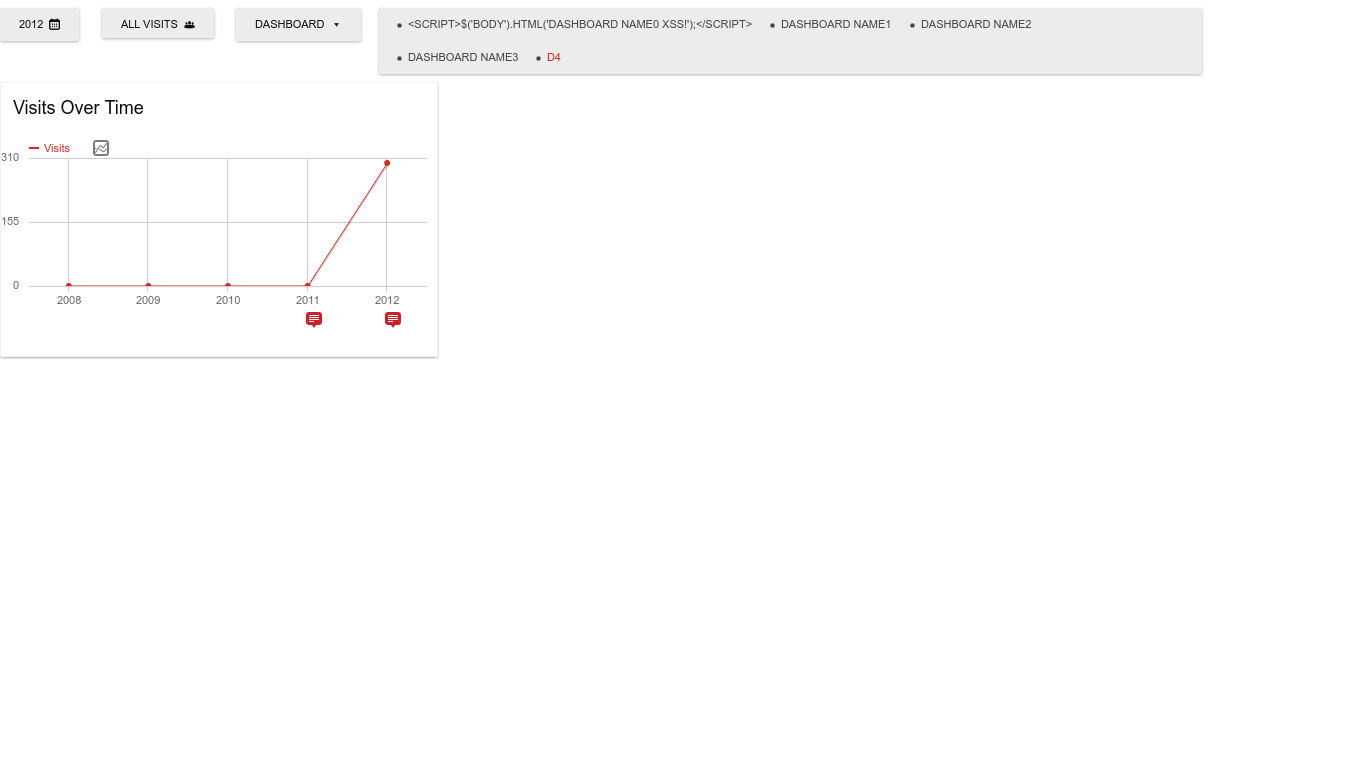 2012 ALL VISITS DASHBOARD <SCRIPT>$('BODY').HTML('DASHBOARD NAME0 XSS!');</SCRIPT> DASHBOARD NAME1 DASHBOARD NAME2
DASHBOARD NAME3 D4
Visits Over Time
Visits
310
155
0
2008 2009 2010 2011 2012